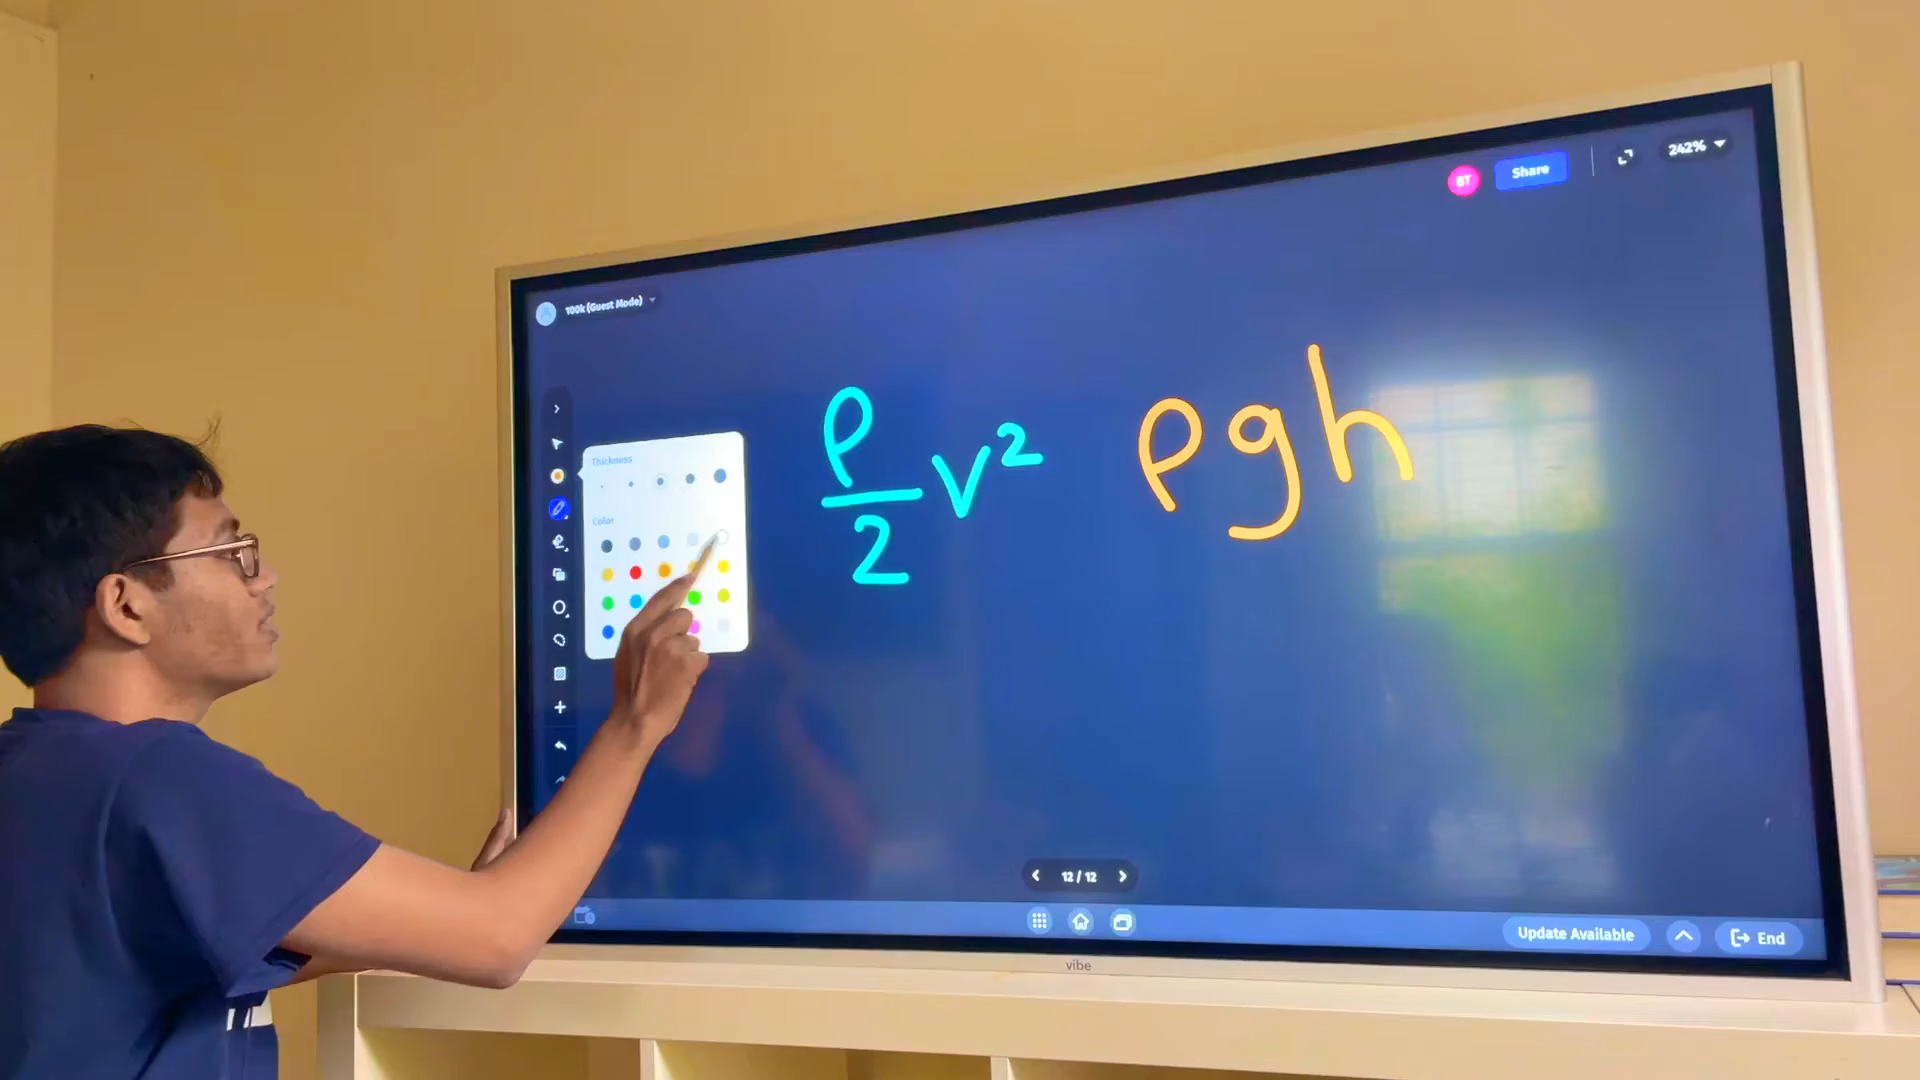 242%
Share
BT
100k (Guest Mode)
Thickness
Color
ρ/2 v² ρgh
12 / 12
Update Available
End
vibe